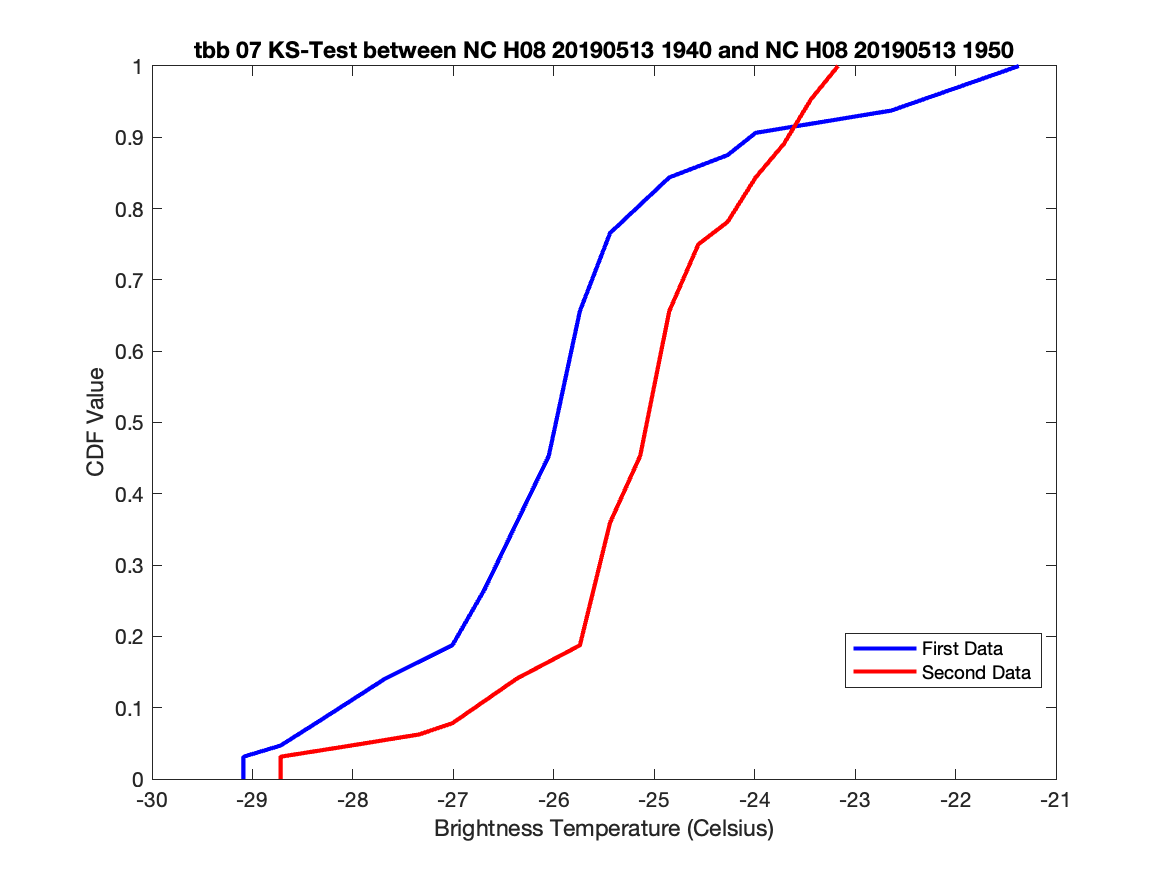 tbb 07 KS-Test between NC H08 20190513 1940 and NC H08 20190513 1950
1
0.9
0.8
0.7
0.6
0.5
0.4
0.3
0.2
0.1
0
CDF Value
First Data
Second Data
-30 -29 -28 -27 -26 -25 -24 -23 -22 -21
Brightness Temperature (Celsius)